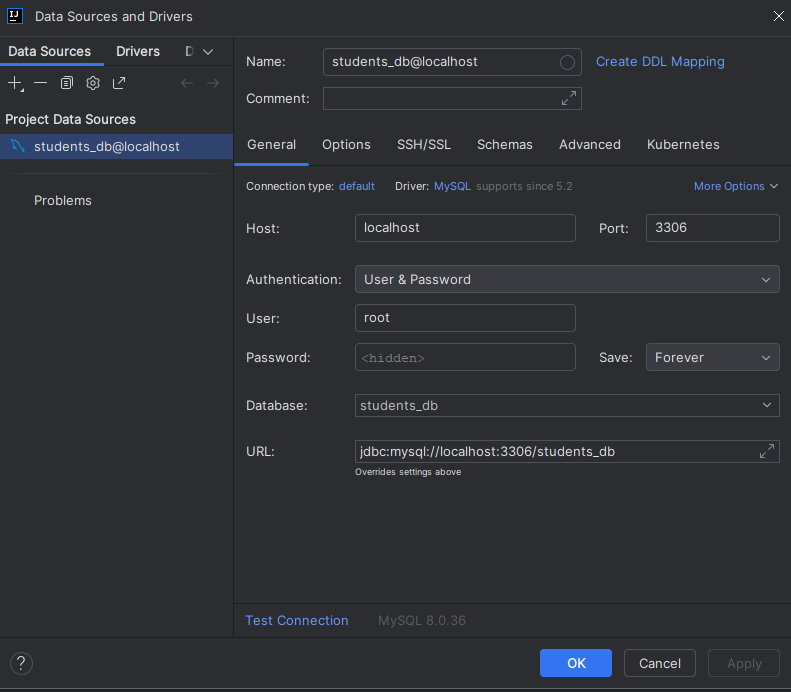 Data Sources and Drivers
Data Sources Drivers D
Project Data Sources
students_db@localhost
Problems
Name: students_db@localhost Create DDL Mapping
Comment:
General Options SSH/SSL Schemas Advanced Kubernetes
Connection type: default Driver: MySQL supports since 5.2 More Options
Host: localhost Port: 3306
Authentication: User & Password
User: root
Password: <hidden> Save: Forever
Database: students_db
URL: jdbc:mysql://localhost:3306/students_db
Overrides settings above
Test Connection MySQL 8.0.36
? OK Cancel Apply